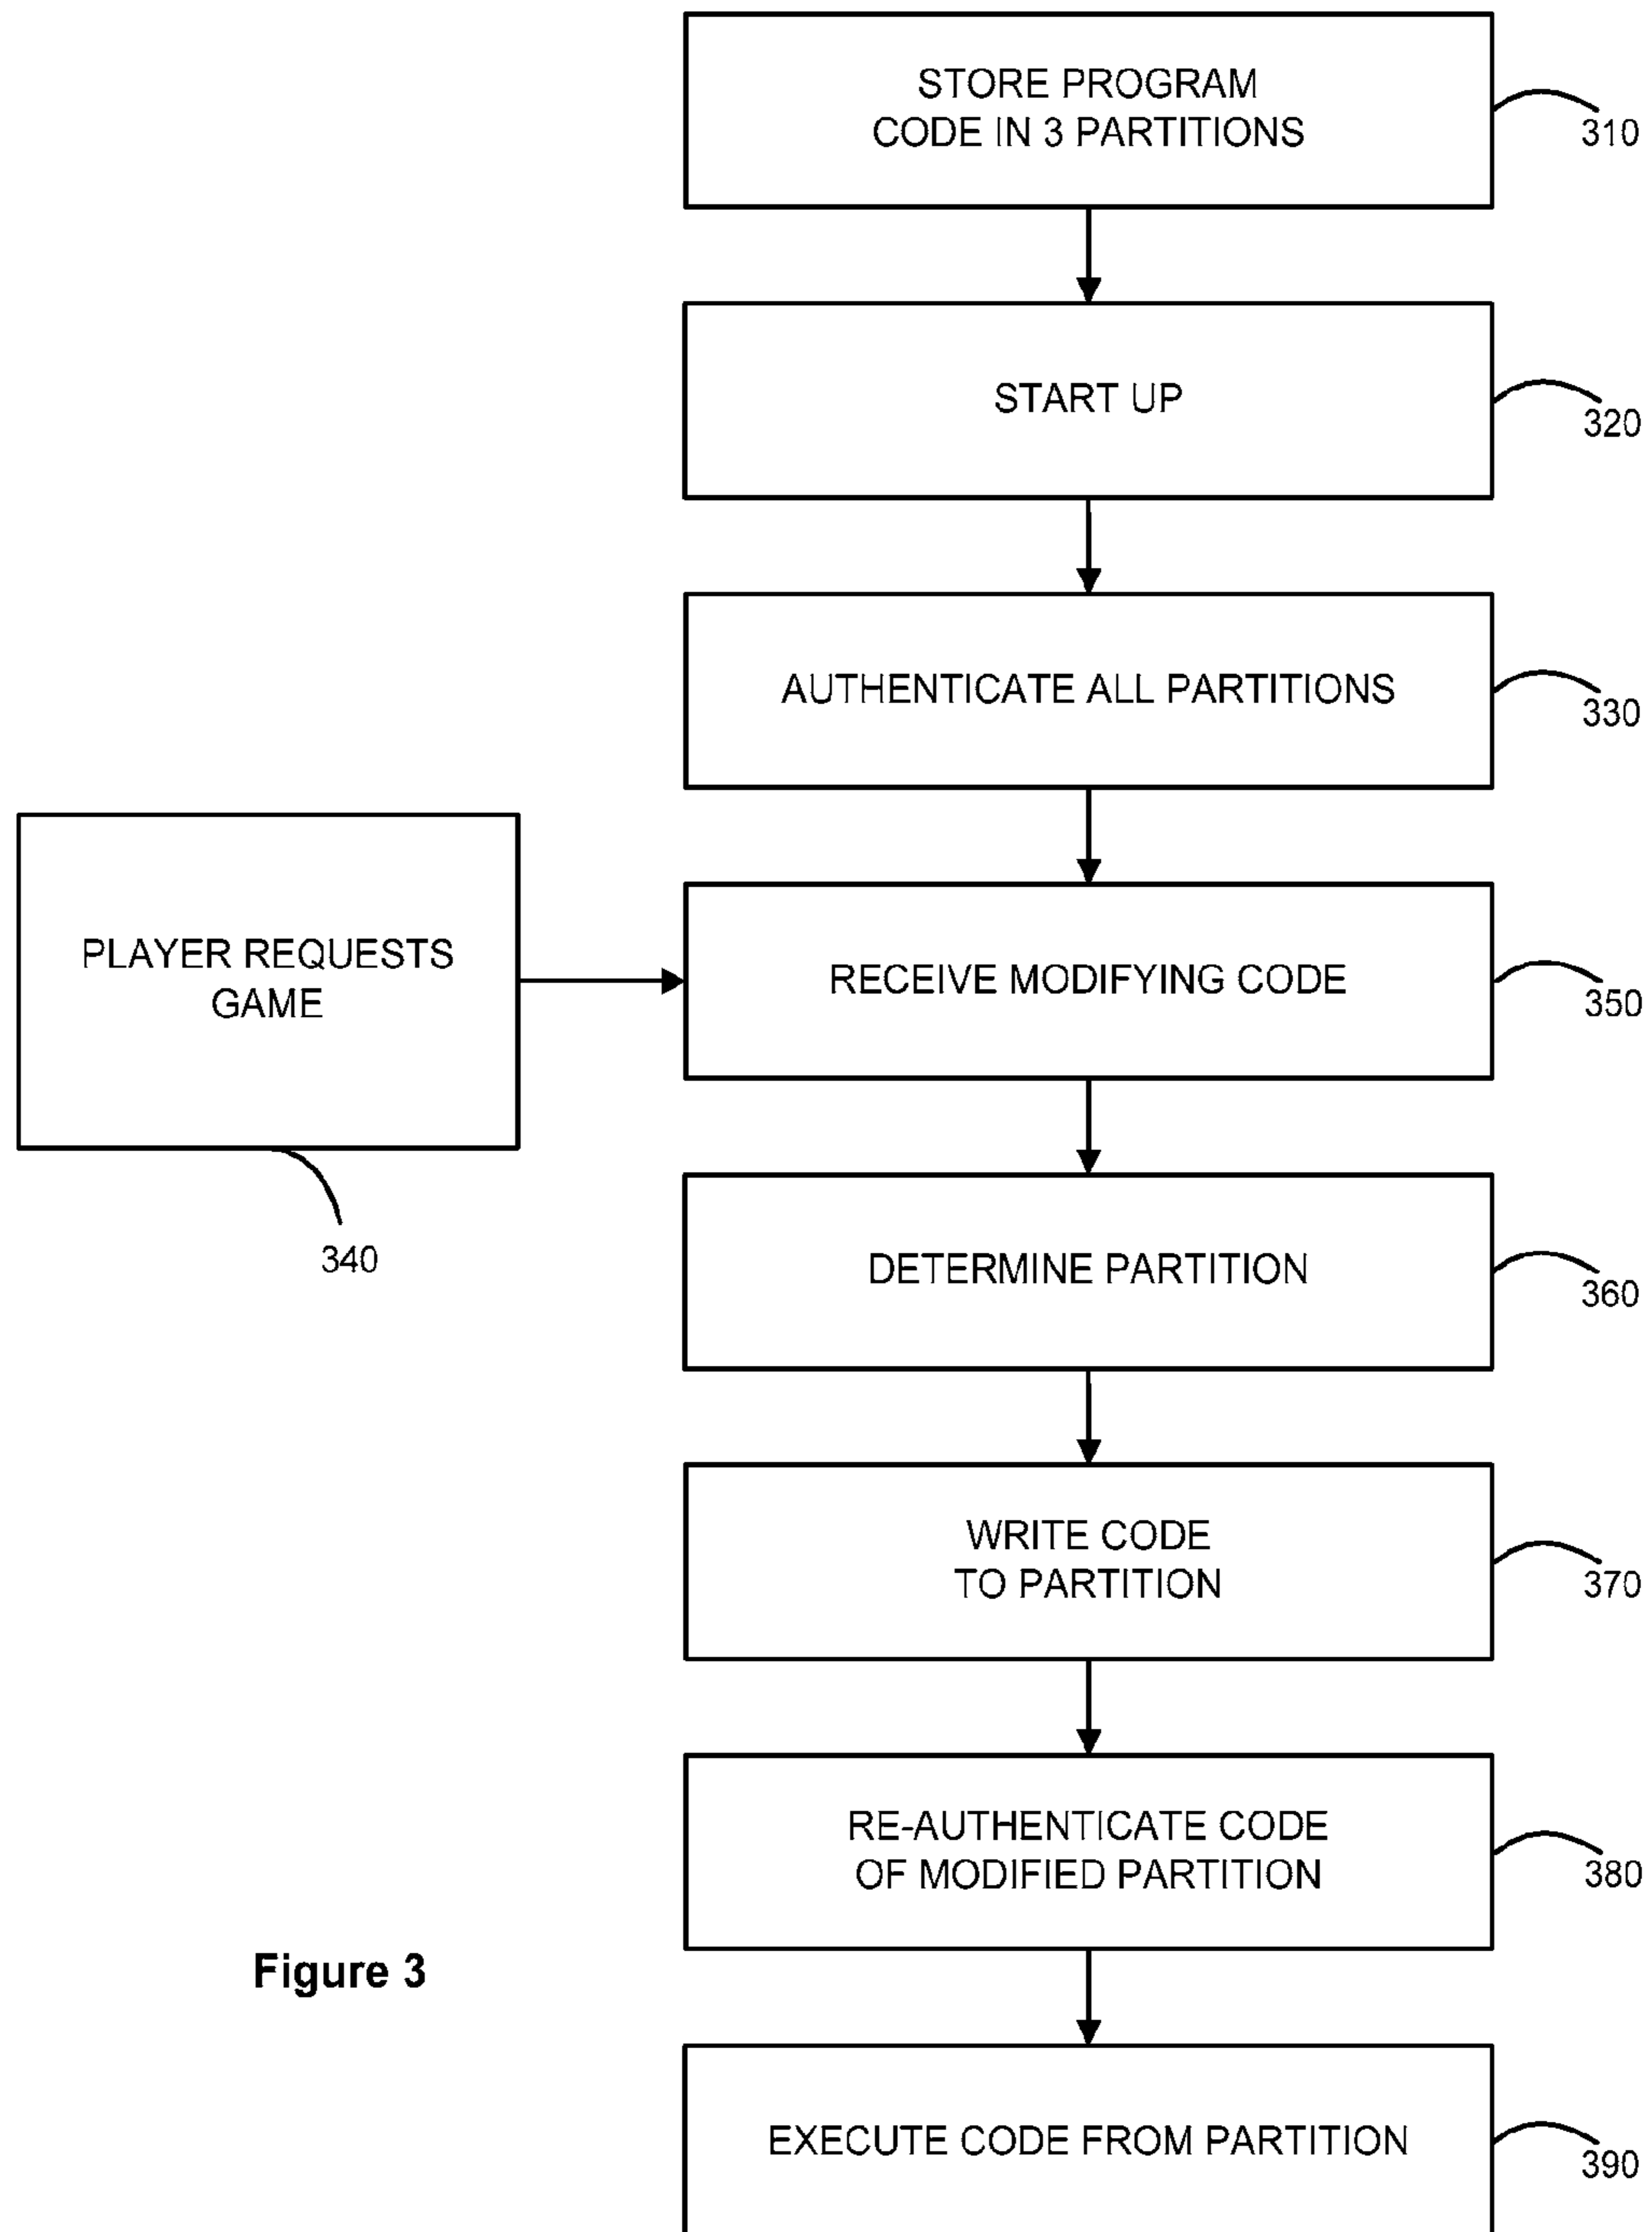 STORE PROGRAM
CODE IN 3 PARTITIONS
310
START UP
320
AUTHENTICATE ALL PARTITIONS
330
PLAYER REQUESTS
GAME
340
RECEIVE MODIFYING CODE
350
DETERMINE PARTITION
360
WRITE CODE
TO PARTITION
370
RE-AUTHENTICATE CODE
OF MODIFIED PARTITION
380
EXECUTE CODE FROM PARTITION
390
Figure 3